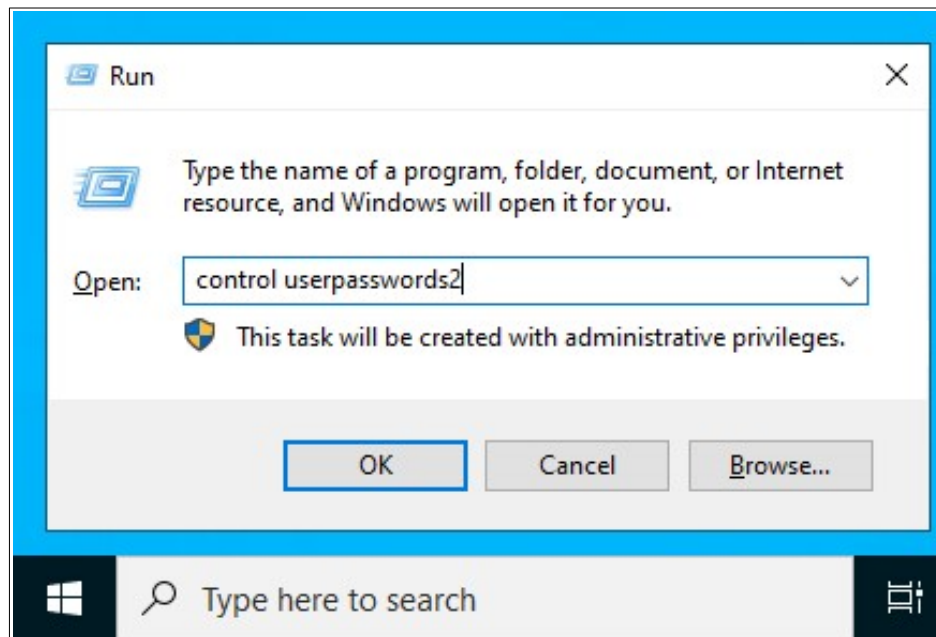 Run
Type the name of a program, folder, document, or Internet
resource, and Windows will open it for you.
Open:
control userpasswords2
This task will be created with administrative privileges.
OK
Cancel
Browse...
Type here to search